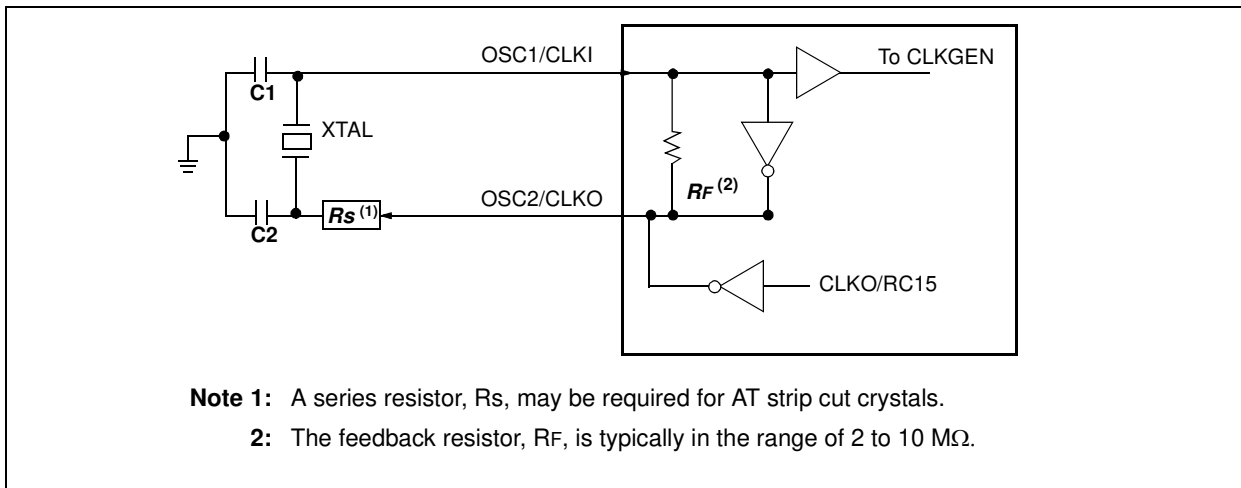 OSC1/CLKI
To CLKGEN
C1
XTAL
RF (2)
OSC2/CLKO
Rs (1)
C2
CLKO/RC15
Note 1: A series resistor, Rs, may be required for AT strip cut crystals.
2: The feedback resistor, RF, is typically in the range of 2 to 10 MΩ.